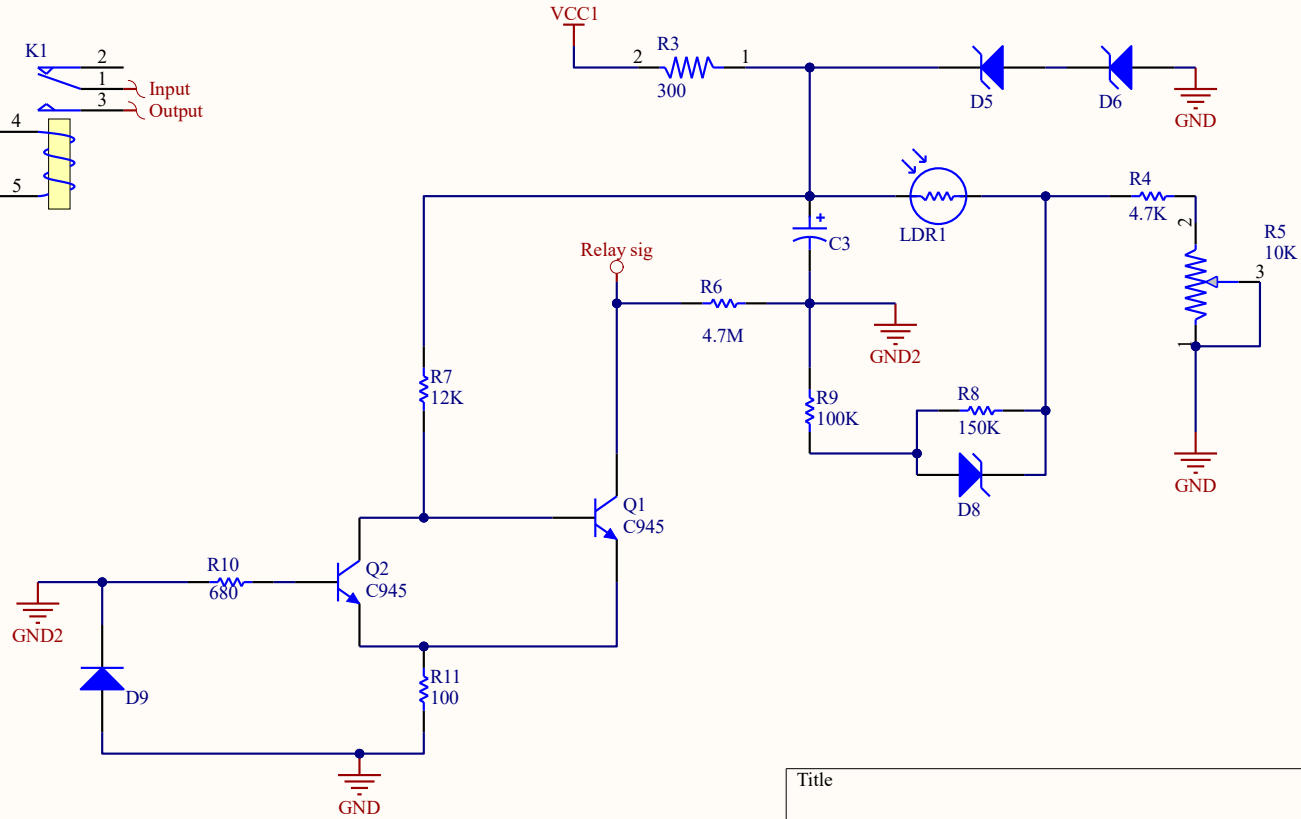 VCC1
K1
2
1
Input
3
Output
4
5
2
R3
1
300
D5
D6
GND
LDR1
R4
4.7K
2
R5
10K
3
1
GND
C3
+
Relay sig
R6
4.7M
GND2
R7
12K
R9
100K
R8
150K
D8
Q1
C945
Q2
C945
R10
680
GND2
D9
R11
100
GND
Title